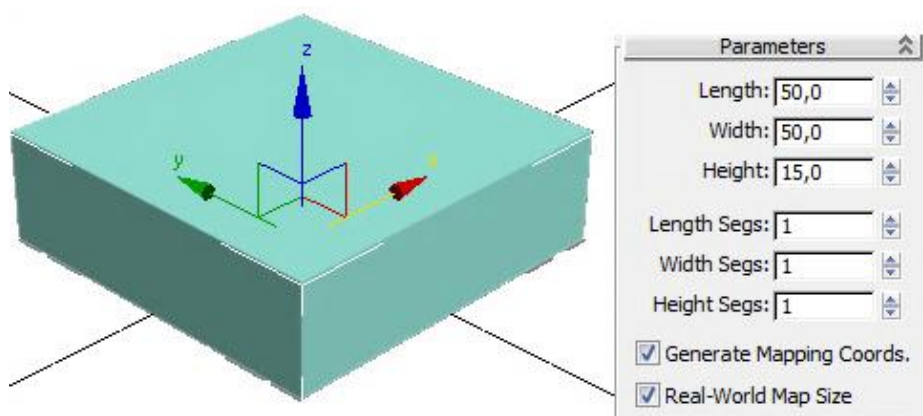 z
y
x
Parameters
Length: 50,0
Width: 50,0
Height: 15,0
Length Segs: 1
Width Segs: 1
Height Segs: 1
Generate Mapping Coords.
Real-World Map Size